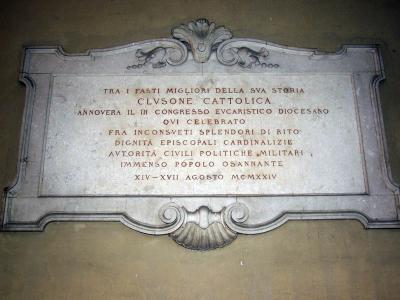 TRA I FASTI MIGLIORI DELLA SVA STORIA
CLVSONE CATTOLICA
ANNOVERA IL III CONGRESSO EVCARISTICO DIOCESANO
QVI CELEBRATO
FRA INCONSVETI SPLENDORI DI RITO
DIGNITÀ EPISCOPALI CARDINALIZIE
AVTORITÀ CIVILI POLITICHE MILITARI
IMMENSO POPOLO OSANNANTE
XIV-XVII AGOSTO MCMXXIV